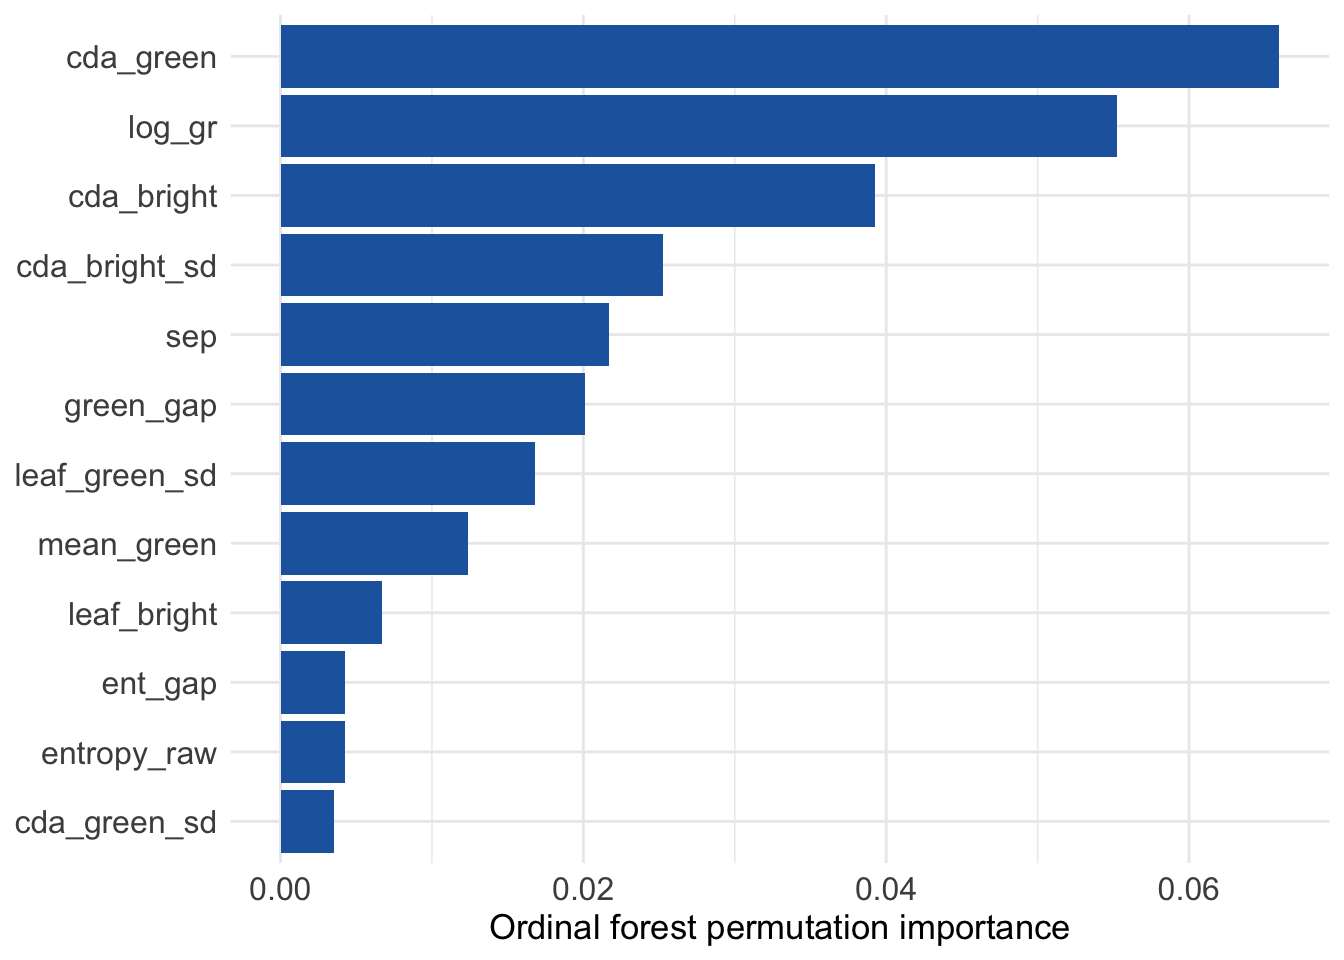 cda_green
log_gr
cda_bright
cda_bright_sd
sep
green_gap
leaf_green_sd
mean_green
leaf_bright
ent_gap
entropy_raw
cda_green_sd
0.00 0.02 0.04 0.06
Ordinal forest permutation importance